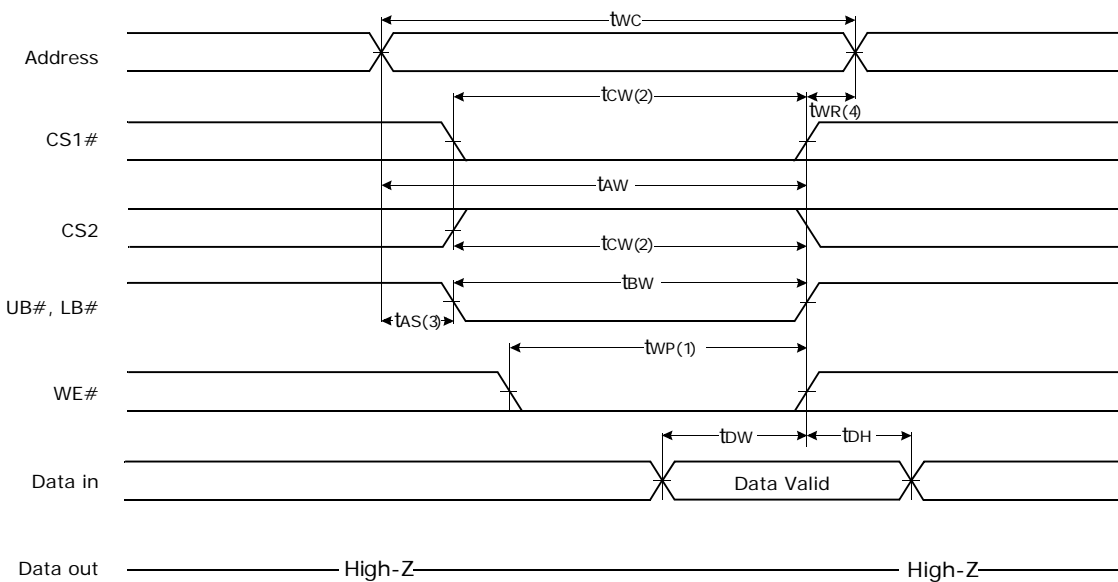 tWC
Address
tCW(2)
tWR(4)
CS1#
tAW
CS2
tCW(2)
tBW
UB#, LB#
tAS(3)
tWP(1)
WE#
tDW
tDH
Data in
Data Valid
Data out
High-Z
High-Z